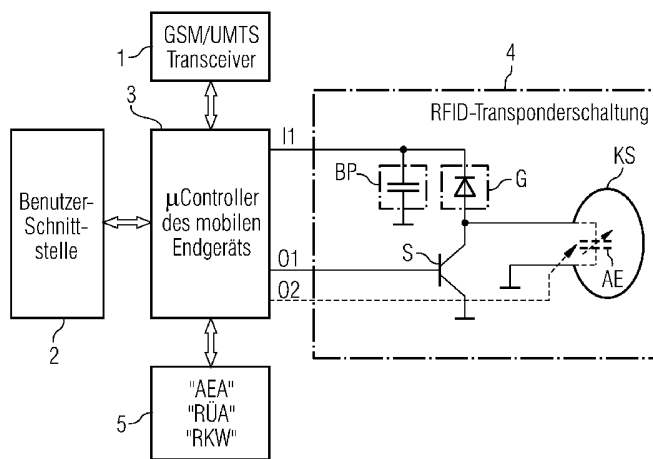 1
GSM/UMTS
Transceiver
2
Benutzer-
Schnitt-
stelle
3
µController
des mobilen
Endgeräts
I1
O1
O2
4
RFID-Transponderschaltung
BP
G
KS
S
AE
5
"AEA"
"RÜA"
"RKW"